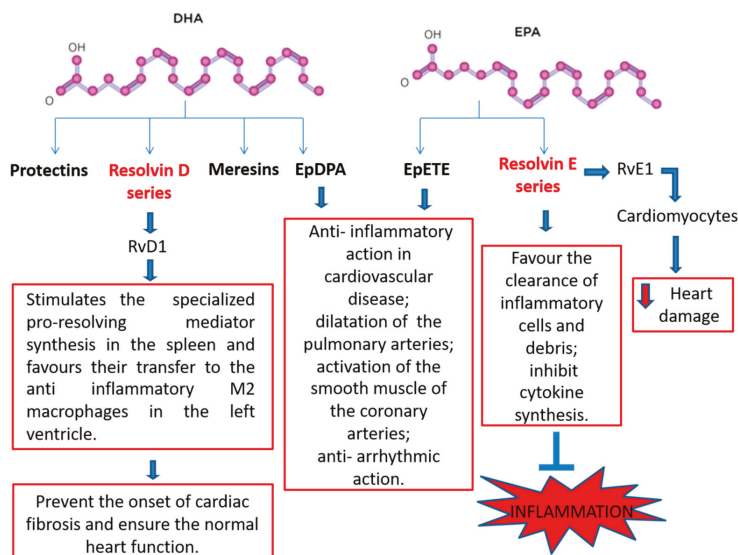 DHA
EPA
OH
O
OH
O
Protectins
Resolvin D
series
Meresins
EpDPA
EpETE
Resolvin E
series
RvE1
Cardiomyocytes
Heart
damage
RvD1
Stimulates the specialized
pro-resolving mediator
synthesis in the spleen and
favours their transfer to the
anti inflammatory M2
macrophages in the left
ventricle.
Prevent the onset of cardiac
fibrosis and ensure the normal
heart function.
Anti- inflammatory
action in
cardiovascular
disease;
dilatation of the
pulmonary arteries;
activation of the
smooth muscle of
the coronary
arteries;
anti- arrhythmic
action.
Favour the
clearance of
inflammatory
cells and
debris;
inhibit
cytokine
synthesis.
INFLAMMATION